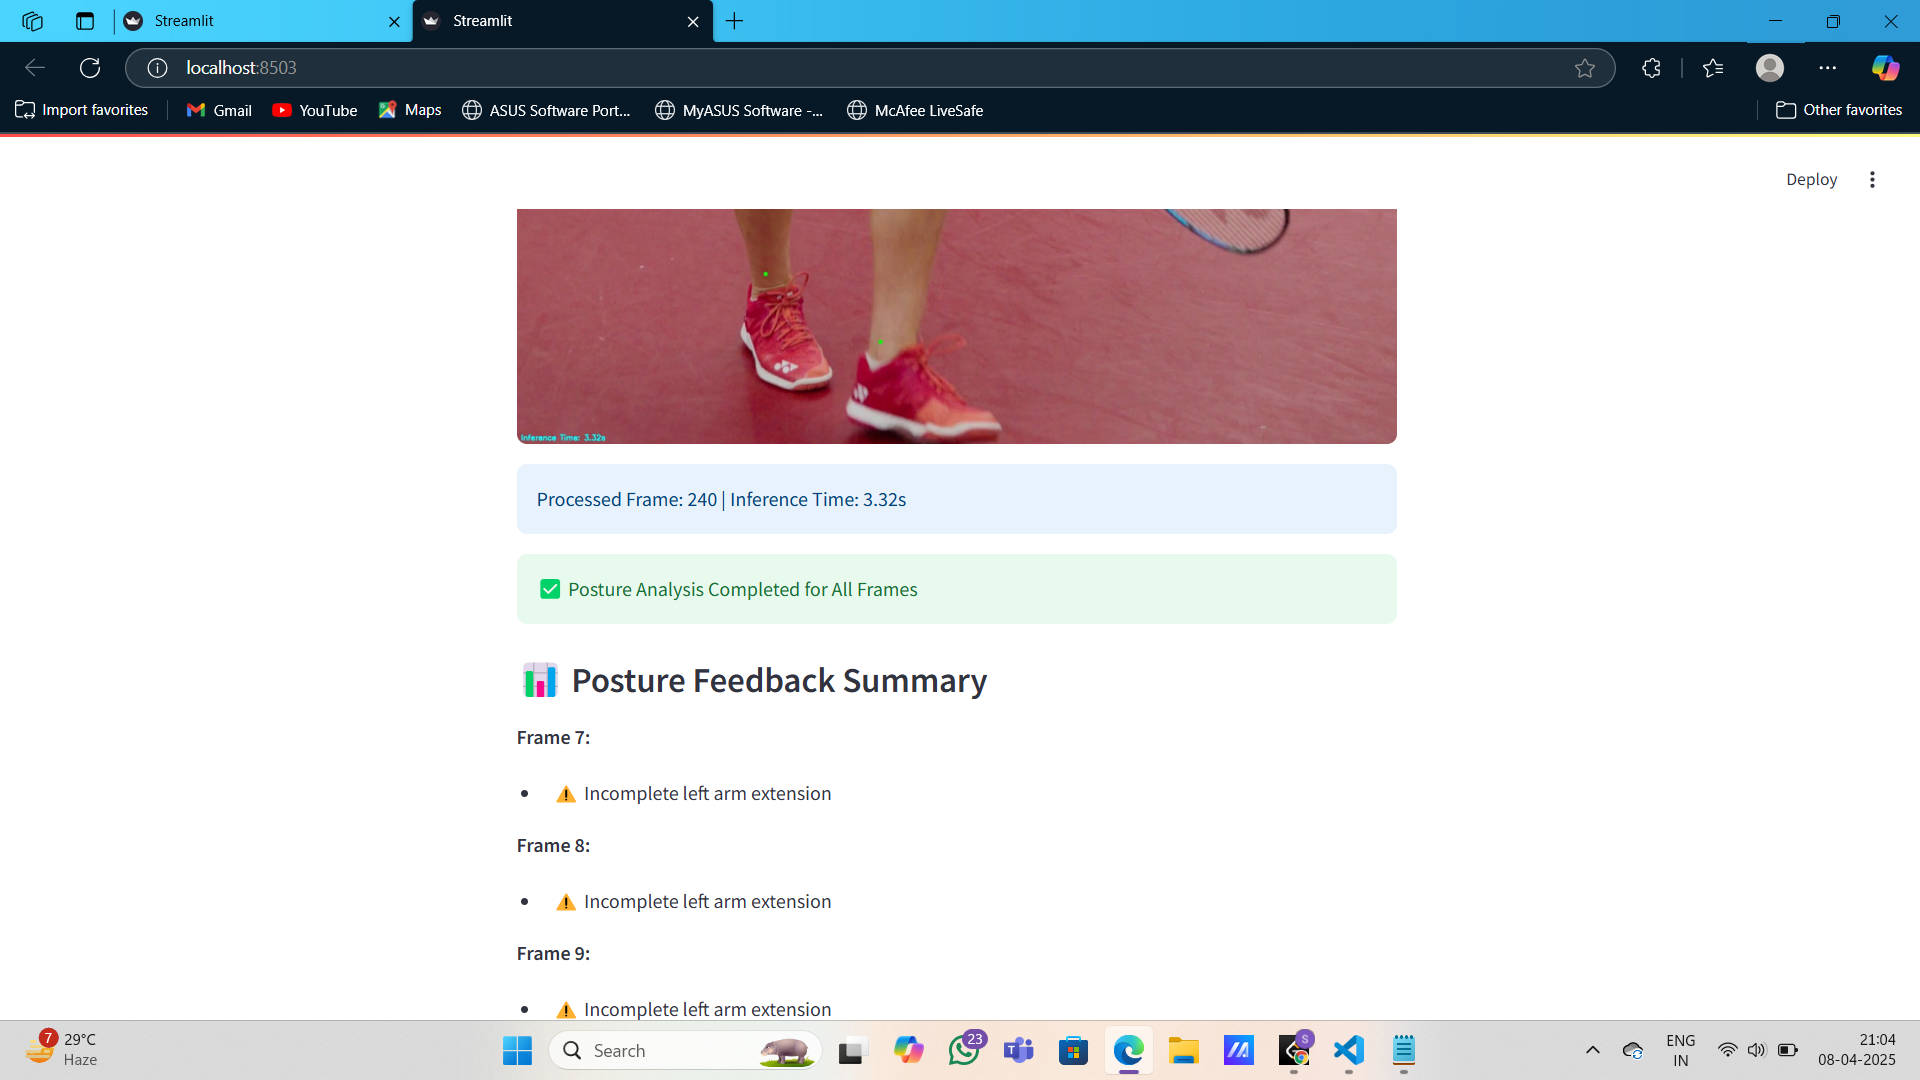 Streamlit
Streamlit
localhost:8503
Import favorites
Gmail
YouTube
Maps
ASUS Software Port...
MyASUS Software -...
McAfee LiveSafe
Other favorites
Deploy
Inference Time: 3.32s
Processed Frame: 240 | Inference Time: 3.32s
Posture Analysis Completed for All Frames
Posture Feedback Summary
Frame 7:
Incomplete left arm extension
Frame 8:
Incomplete left arm extension
Frame 9:
Incomplete left arm extension
7
29°C
Haze
Search
23
S
ENG
IN
21:04
08-04-2025